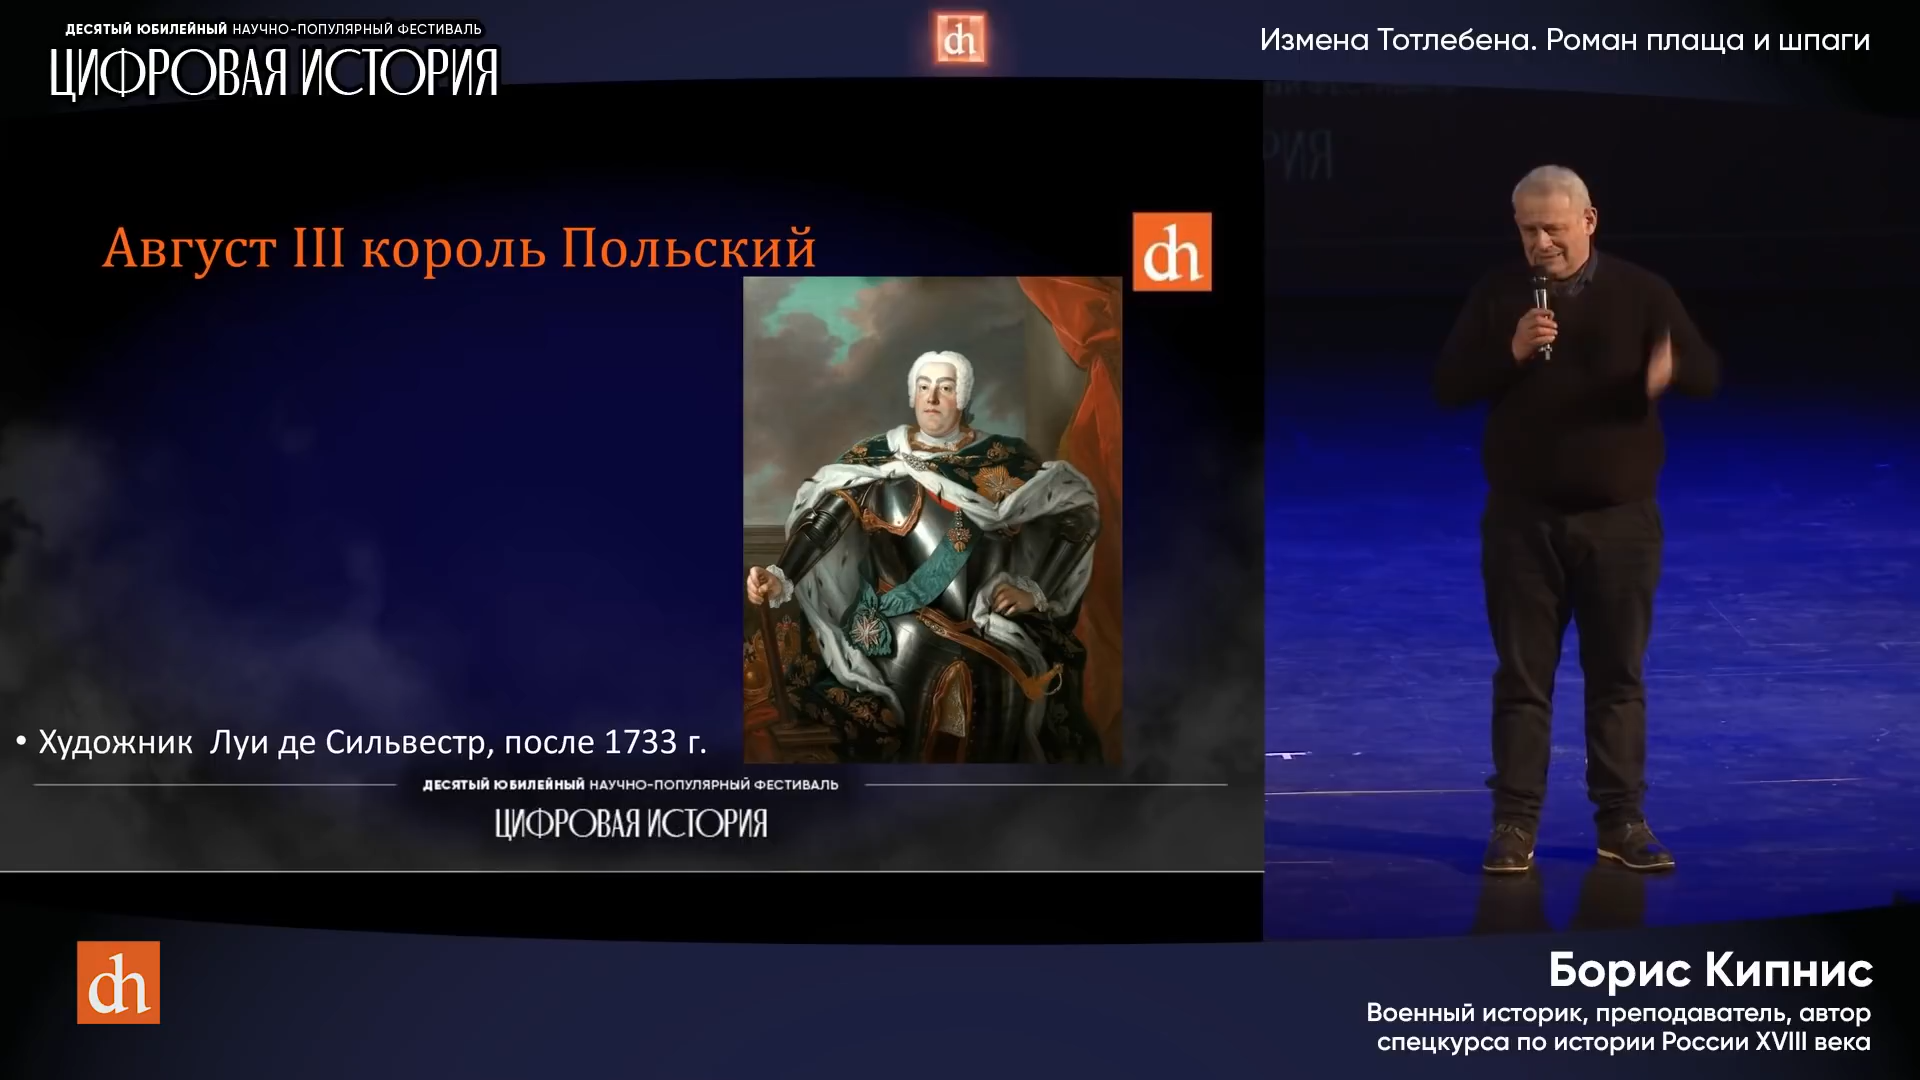 ДЕСЯТЫЙ ЮБИЛЕЙНЫЙ НАУЧНО-ПОПУЛЯРНЫЙ ФЕСТИВАЛЬ
ЦИФРОВАЯ ИСТОРИЯ
dh
Измена Тотлебена. Роман плаща и шпаги
Август III король Польский
dh
РИЯ
• Художник Луи де Сильвестр, после 1733 г.
ДЕСЯТЫЙ ЮБИЛЕЙНЫЙ НАУЧНО-ПОПУЛЯРНЫЙ ФЕСТИВАЛЬ
ЦИФРОВАЯ ИСТОРИЯ
dh
Борис Кипнис
Военный историк, преподаватель, автор
спецкурса по истории России XVIII века